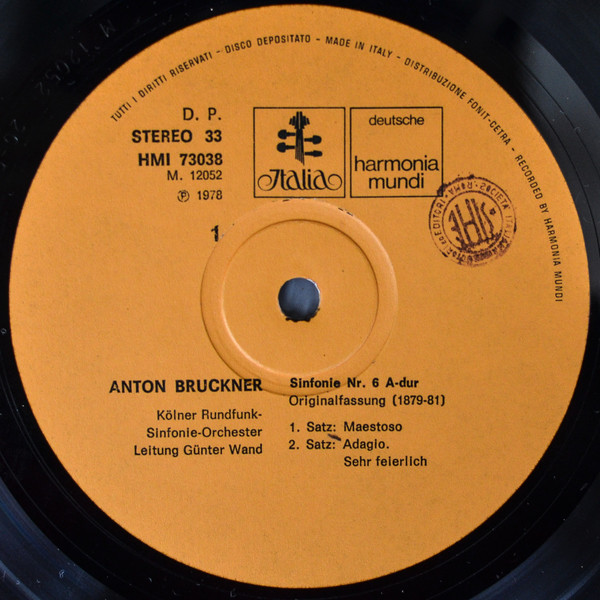 TUTTI I DIRITTI RISERVATI - DISCO DEPOSITATO - MADE IN ITALY - DISTRIBUZIONE FONIT-CETRA - RECORDED BY HARMONIA MUNDI
D. P.
STEREO 33
HMI 73038
M. 12052
Ⓟ 1978
Italia
deutsche
harmonia
mundi
SIAE
1
ANTON BRUCKNER
Kölner Rundfunk-
Sinfonie-Orchester
Leitung Günter Wand
Sinfonie Nr. 6 A-dur
Originalfassung (1879-81)
1. Satz: Maestoso
2. Satz: Adagio.
Sehr feierlich